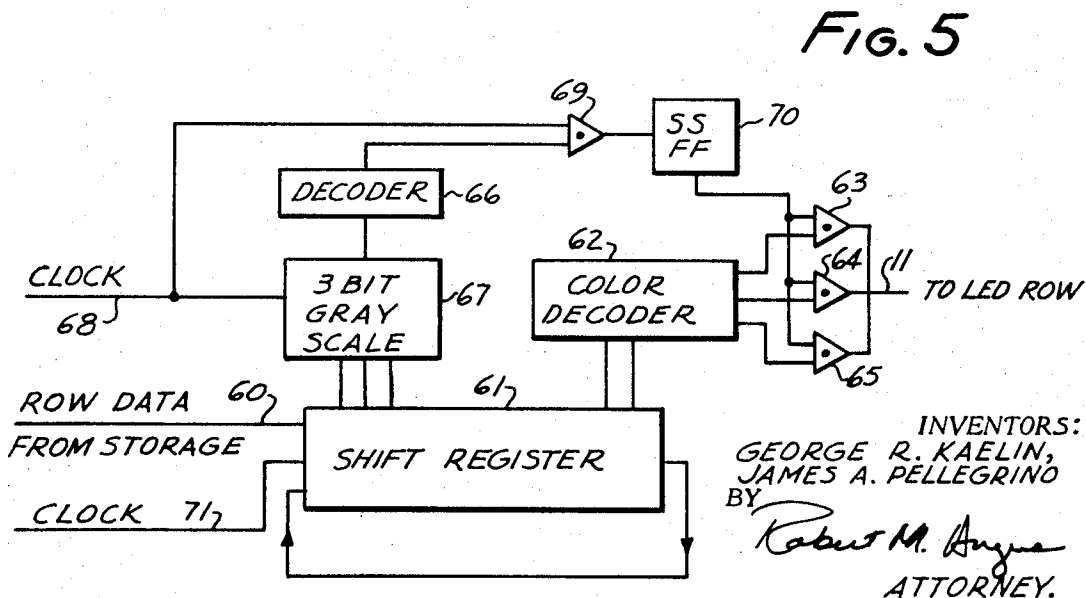 FIG. 5
69
SS
FF
70
DECODER
66
63
62
64
11
CLOCK
68
3 BIT
GRAY
SCALE
67
COLOR
DECODER
TO LED ROW
65
61
ROW DATA
60
FROM STORAGE
SHIFT REGISTER
CLOCK
71
INVENTORS:
GEORGE R. KAELIN,
JAMES A. PELLEGRINO
BY
Robert M. Angus
ATTORNEY.